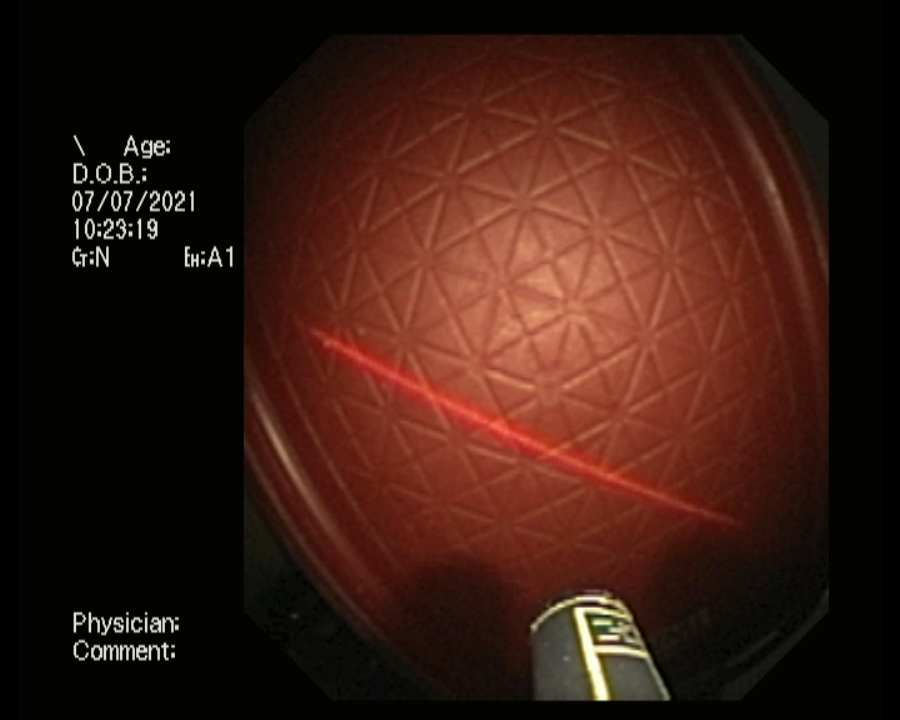 \ Age:
D.O.B.:
07/07/2021
10:23:19
Cr:N Eh:A1
Physician:
Comment: